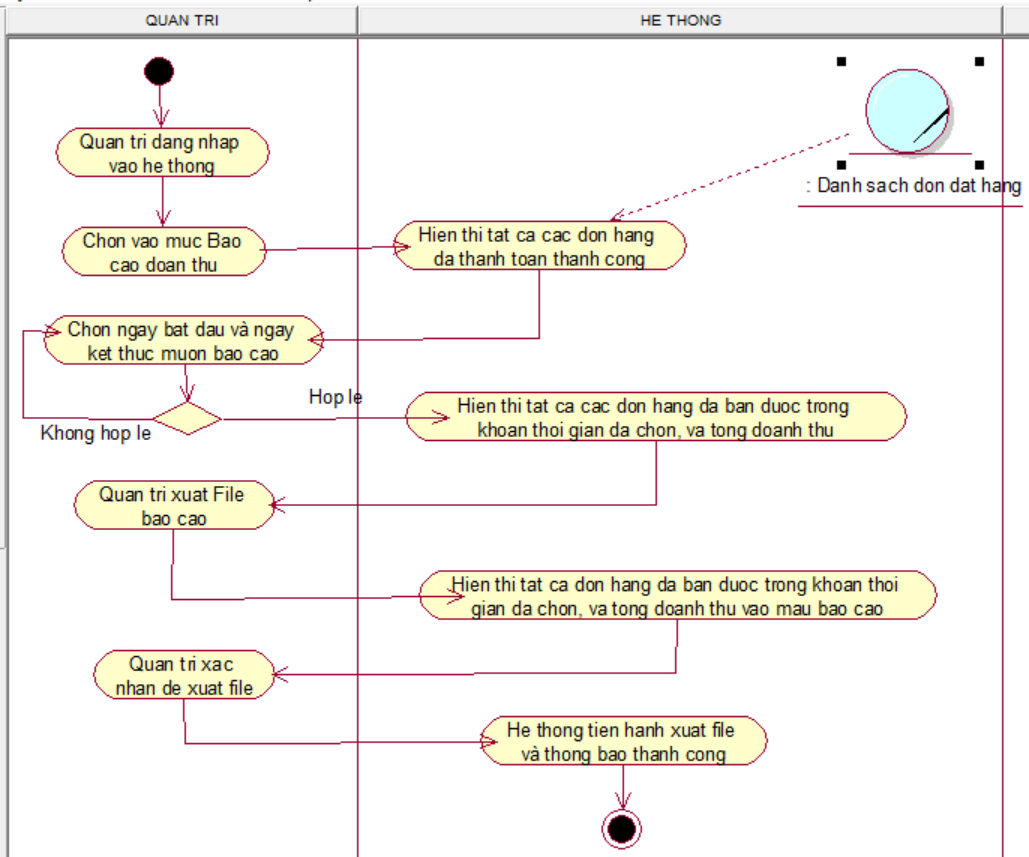 QUAN TRI
HE THONG
Quan tri dang nhap
vao he thong
: Danh sach don dat hang
Chon vao muc Bao
cao doan thu
Hien thi tat ca cac don hang
da thanh toan thanh cong
Chon ngay bat dau và ngay
ket thuc muon bao cao
Hop le
Khong hop le
Hien thi tat ca cac don hang da ban duoc trong
khoan thoi gian da chon, va tong doanh thu
Quan tri xuat File
bao cao
Hien thi tat ca don hang da ban duoc trong khoan thoi
gian da chon, va tong doanh thu vao mau bao cao
Quan tri xac
nhan de xuat file
He thong tien hanh xuat file
và thong bao thanh cong